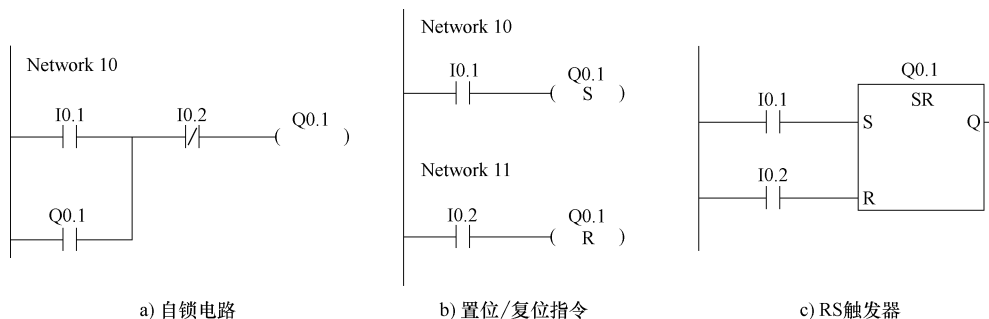 Network 10
I0.1
I0.2
Q0.1
( )
Q0.1
a) 自锁电路
Network 10
I0.1
Q0.1
( S )
Network 11
I0.2
Q0.1
( R )
b) 置位/复位指令
Q0.1
SR
I0.1
S
Q
I0.2
R
c) RS触发器